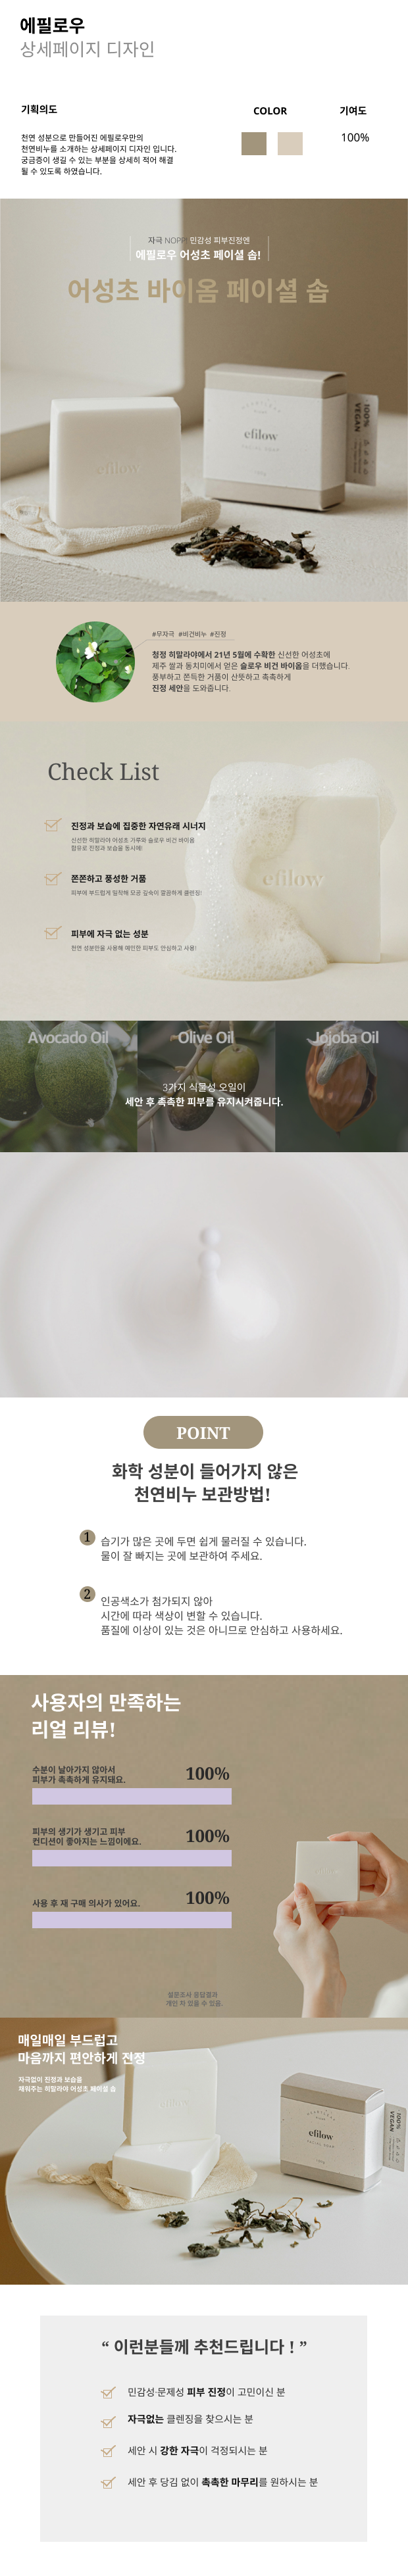 에필로우
상세페이지 디자인
기획의도
천연 성분으로 만들어진 에필로우만의
천연비누를 소개하는 상세페이지 디자인 입니다.
궁금증이 생길 수 있는 부분을 상세히 적어 해결
될 수 있도록 하였습니다.
COLOR
기여도
100%
자극 NOPP! 민감성 피부진정엔
에필로우 어성초 페이셜 솝!
어성초 바이옴 페이셜 솝
efilow
efilow
FACIAL SOAP
100%
VEGAN
#무자극 #비건비누 #진정
청정 히말라야에서 21년 5월에 수확한 신선한 어성초에
제주 쌀과 동치미에서 얻은 슬로우 비건 바이옴을 더했습니다.
풍부하고 쫀득한 거품이 산뜻하고 촉촉하게
진정 세안을 도와줍니다.
Check List
진정과 보습에 집중한 자연유래 시너지
신선한 히말라야 어성초 가루와 슬로우 비건 바이옴
함유로 진정과 보습을 동시에!
쫀쫀하고 풍성한 거품
피부에 부드럽게 밀착해 모공 깊숙이 깔끔하게 클렌징!
피부에 자극 없는 성분
천연 성분만을 사용해 예민한 피부도 안심하고 사용!
efilow
Avocado Oil
Olive Oil
Jojoba Oil
3가지 식물성 오일이
세안 후 촉촉한 피부를 유지시켜줍니다.
POINT
화학 성분이 들어가지 않은
천연비누 보관방법!
1
습기가 많은 곳에 두면 쉽게 물러질 수 있습니다.
물이 잘 빠지는 곳에 보관하여 주세요.
2
인공색소가 첨가되지 않아
시간에 따라 색상이 변할 수 있습니다.
품질에 이상이 있는 것은 아니므로 안심하고 사용하세요.
사용자의 만족하는
리얼 리뷰!
수분이 날아가지 않아서
피부가 촉촉하게 유지돼요.
100%
피부의 생기가 생기고 피부
컨디션이 좋아지는 느낌이에요.
100%
사용 후 재 구매 의사가 있어요.
100%
설문조사 응답결과
개인 차 있을 수 있음.
매일매일 부드럽고
마음까지 편안하게 진정
자극없이 진정과 보습을
채워주는 히말라야 어성초 페이셜 솝
efilow
FACIAL SOAP
100%
VEGAN
“ 이런분들께 추천드립니다 ! ”
민감성·문제성 피부 진정이 고민이신 분
자극없는 클렌징을 찾으시는 분
세안 시 강한 자극이 걱정되시는 분
세안 후 당김 없이 촉촉한 마무리를 원하시는 분